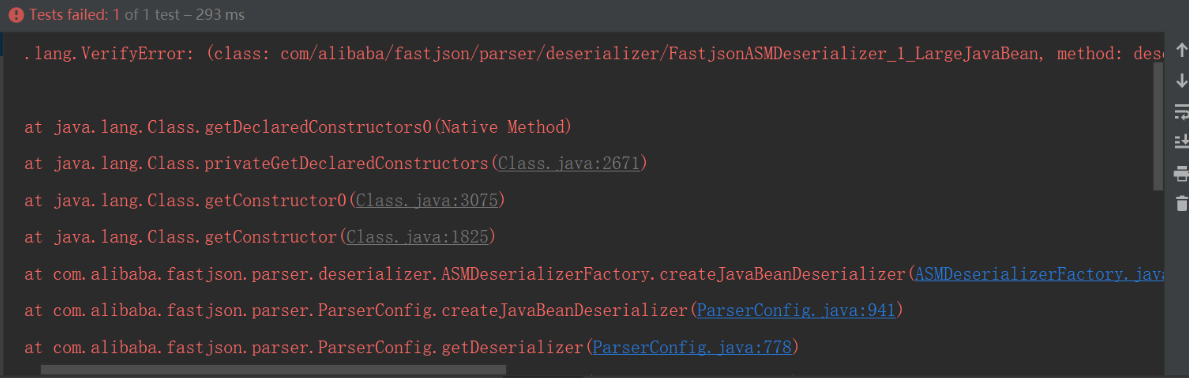 Tests failed: 1 of 1 test – 293 ms
.lang.VerifyError: (class: com/alibaba/fastjson/parser/deserializer/FastjsonASMDeserializer_1_LargeJavaBean, method: des
at java.lang.Class.getDeclaredConstructors0(Native Method)
at java.lang.Class.privateGetDeclaredConstructors(Class.java:2671)
at java.lang.Class.getConstructor0(Class.java:3075)
at java.lang.Class.getConstructor(Class.java:1825)
at com.alibaba.fastjson.parser.deserializer.ASMDeserializerFactory.createJavaBeanDeserializer(ASMDeserializerFactory.java
at com.alibaba.fastjson.parser.ParserConfig.createJavaBeanDeserializer(ParserConfig.java:941)
at com.alibaba.fastjson.parser.ParserConfig.getDeserializer(ParserConfig.java:778)